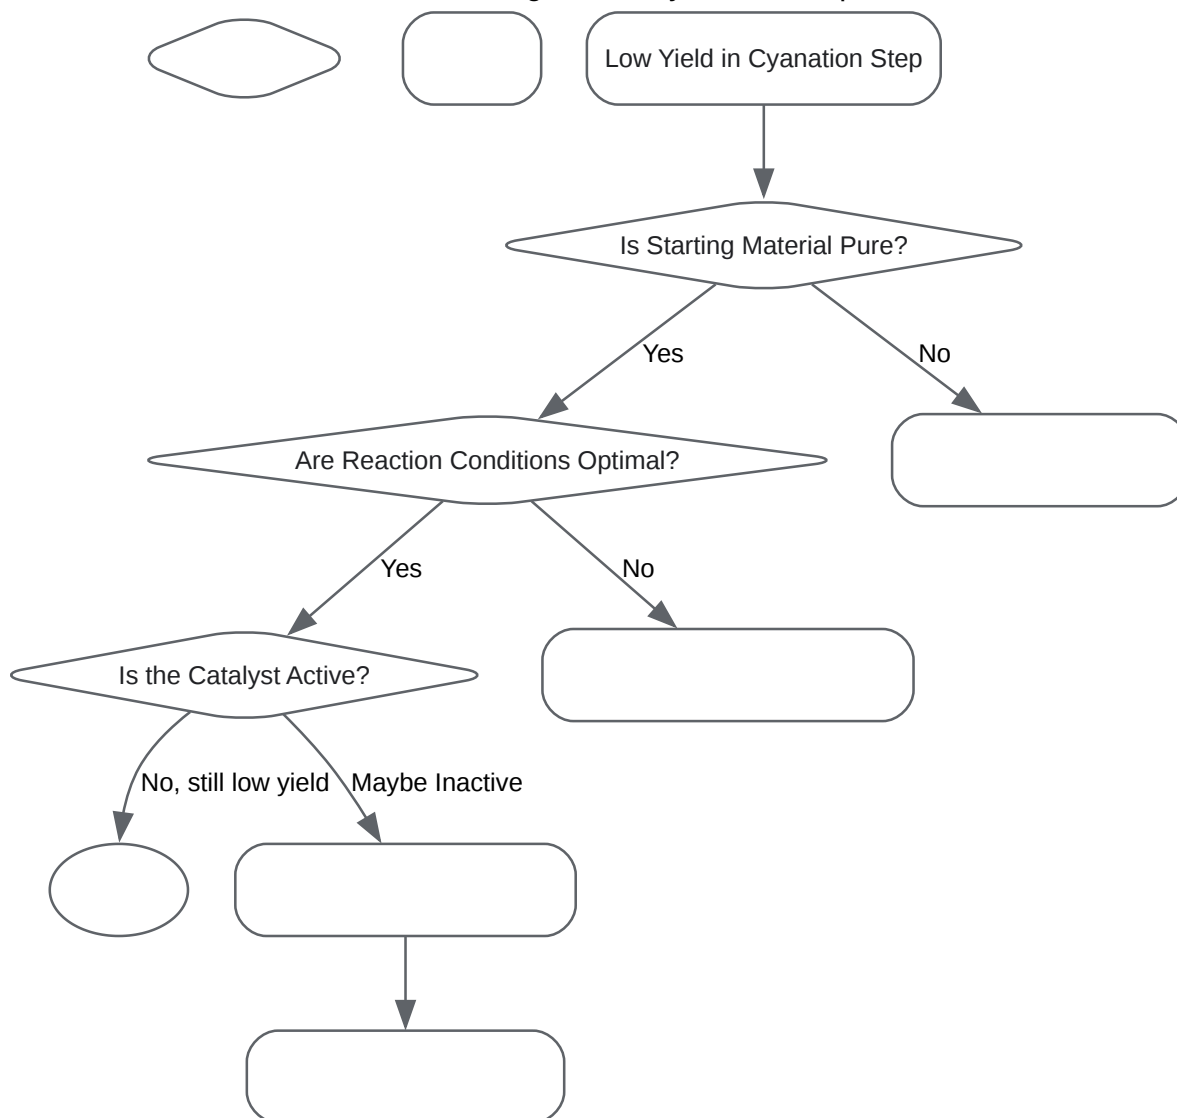 Low Yield in Cyanation Step
Is Starting Material Pure?
Yes
No
Are Reaction Conditions Optimal?
Yes
No
Is the Catalyst Active?
No, still low yield
Maybe Inactive